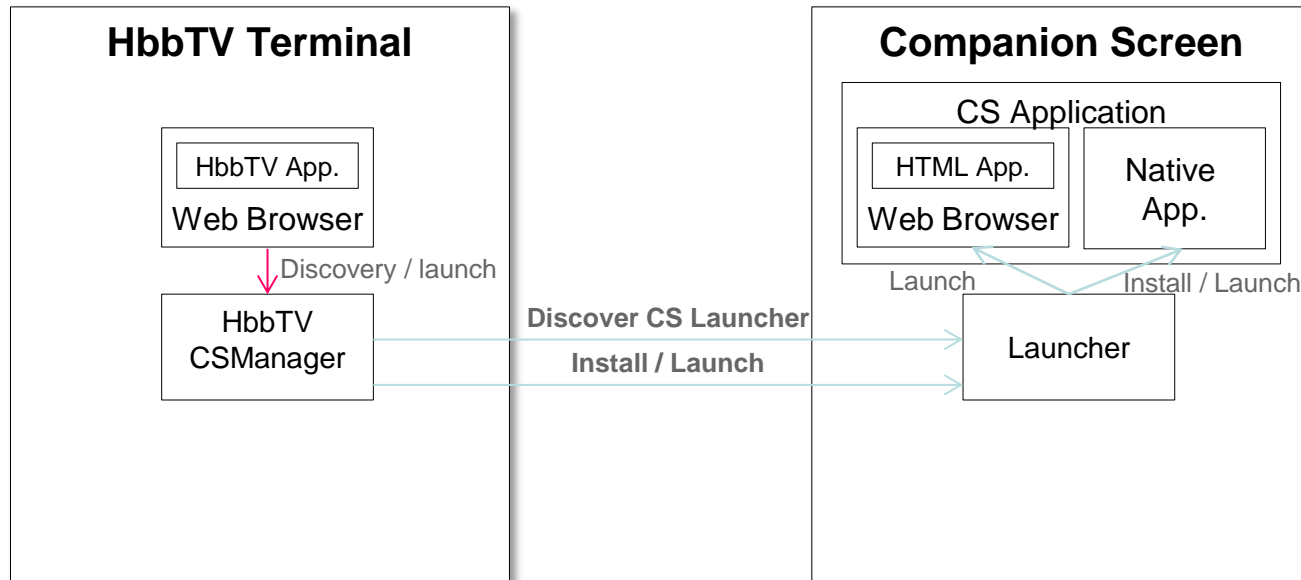 HbbTV Terminal
HbbTV App.
Web Browser
Discovery / launch
HbbTV
CSManager
Discover CS Launcher
Install / Launch
Companion Screen
CS Application
HTML App.
Web Browser
Native
App.
Launch
Install / Launch
Launcher